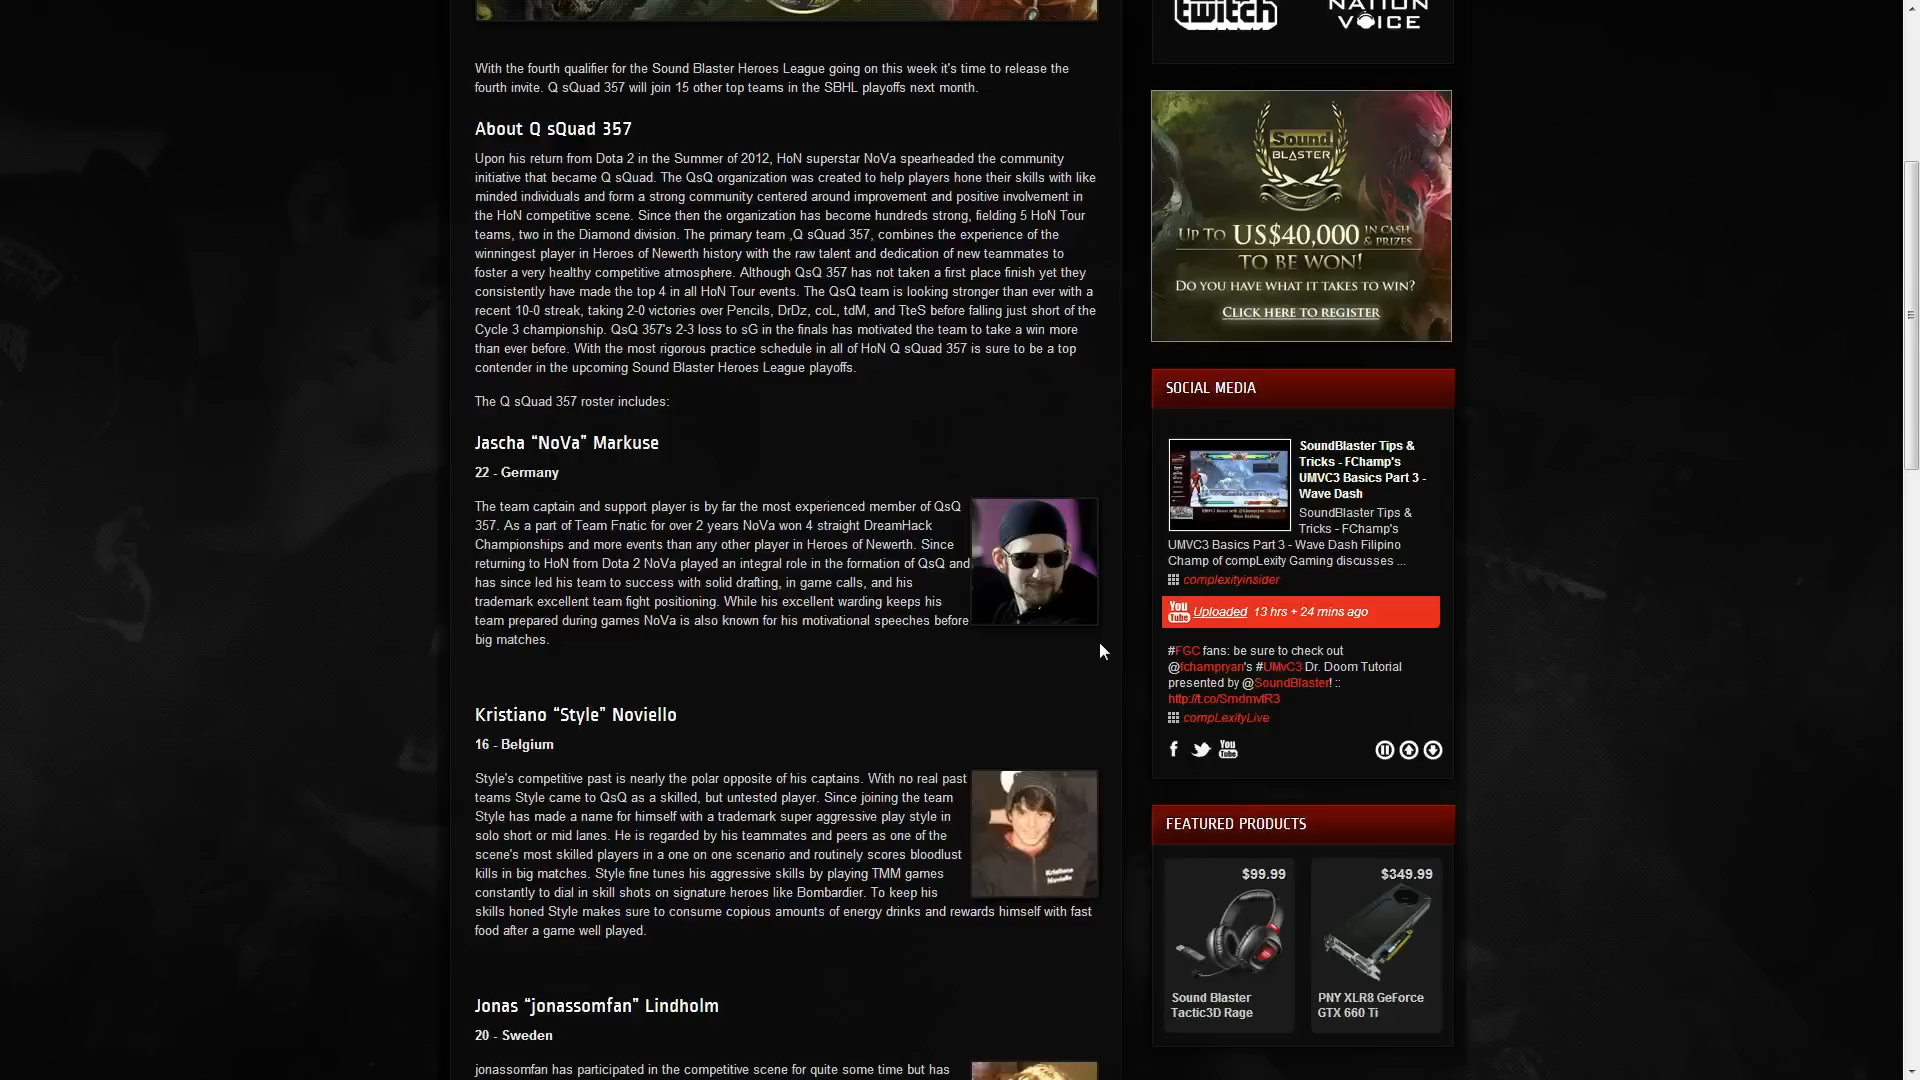 twitch
NATION
VOICE
With the fourth qualifier for the Sound Blaster Heroes League going on this week it's time to release the
fourth invite. Q sQuad 357 will join 15 other top teams in the SBHL playoffs next month.
About Q sQuad 357
Upon his return from Dota 2 in the Summer of 2012, HoN superstar NoVa spearheaded the community
initiative that became Q sQuad. The QsQ organization was created to help players hone their skills with like
minded individuals and form a strong community centered around improvement and positive involvement in
the HoN competitive scene. Since then the organization has become hundreds strong, fielding 5 HoN Tour
teams, two in the Diamond division. The primary team ,Q sQuad 357, combines the experience of the
winningest player in Heroes of Newerth history with the raw talent and dedication of new teammates to
foster a very healthy competitive atmosphere. Although QsQ 357 has not taken a first place finish yet they
consistently have made the top 4 in all HoN Tour events. The QsQ team is looking stronger than ever with a
recent 10-0 streak, taking 2-0 victories over Pencils, DrDz, coL, tdM, and TteS before falling just short of the
Cycle 3 championship. QsQ 357's 2-3 loss to sG in the finals has motivated the team to take a win more
than ever before. With the most rigorous practice schedule in all of HoN Q sQuad 357 is sure to be a top
contender in the upcoming Sound Blaster Heroes League playoffs.
The Q sQuad 357 roster includes:
Jascha “NoVa” Markuse
22 - Germany
The team captain and support player is by far the most experienced member of QsQ
357. As a part of Team Fnatic for over 2 years NoVa won 4 straight DreamHack
Championships and more events than any other player in Heroes of Newerth. Since
returning to HoN from Dota 2 NoVa played an integral role in the formation of QsQ and
has since led his team to success with solid drafting, in game calls, and his
trademark excellent team fight positioning. While his excellent warding keeps his
team prepared during games NoVa is also known for his motivational speeches before
big matches.
Kristiano “Style” Noviello
16 - Belgium
Style's competitive past is nearly the polar opposite of his captains. With no real past
teams Style came to QsQ as a skilled, but untested player. Since joining the team
Style has made a name for himself with a trademark super aggressive play style in
solo short or mid lanes. He is regarded by his teammates and peers as one of the
scene's most skilled players in a one on one scenario and routinely scores bloodlust
kills in big matches. Style fine tunes his aggressive skills by playing TMM games
constantly to dial in skill shots on signature heroes like Bombardier. To keep his
skills honed Style makes sure to consume copious amounts of energy drinks and rewards himself with fast
food after a game well played.
Kristiano
Noviello
Jonas “jonassomfan” Lindholm
20 - Sweden
jonassomfan has participated in the competitive scene for quite some time but has
Sound
BLASTER
UP TO US$40,000 IN CASH & PRIZES
TO BE WON!
DO YOU HAVE WHAT IT TAKES TO WIN?
CLICK HERE TO REGISTER
SOCIAL MEDIA
SoundBlaster Tips &
Tricks - FChamp's
UMVC3 Basics Part 3 -
Wave Dash
SoundBlaster Tips &
Tricks - FChamp's
UMVC3 Basics Part 3 - Wave Dash Filipino
Champ of compLexity Gaming discusses ...
complexityinsider
You Tube Uploaded 13 hrs + 24 mins ago
#FGC fans: be sure to check out
@fchampryan's #UMvC3 Dr. Doom Tutorial
presented by @SoundBlaster! ::
http://t.co/SmdmvtR3
compLexityLive
f You Tube
FEATURED PRODUCTS
$99.99
Sound Blaster
Tactic3D Rage
$349.99
PNY XLR8 GeForce
GTX 660 Ti